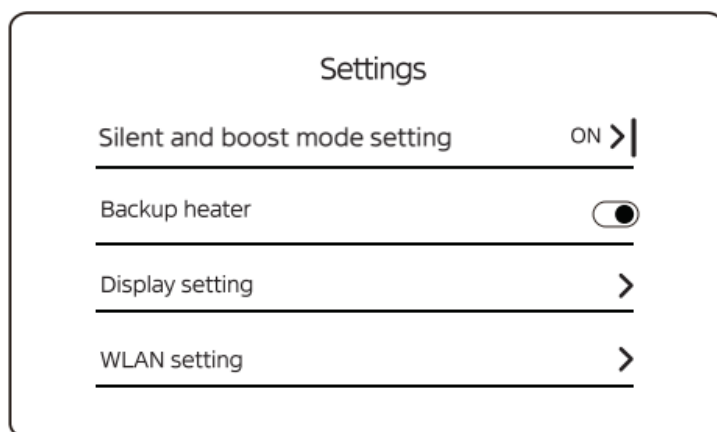 Settings
Silent and boost mode setting ON
Backup heater
Display setting
WLAN setting